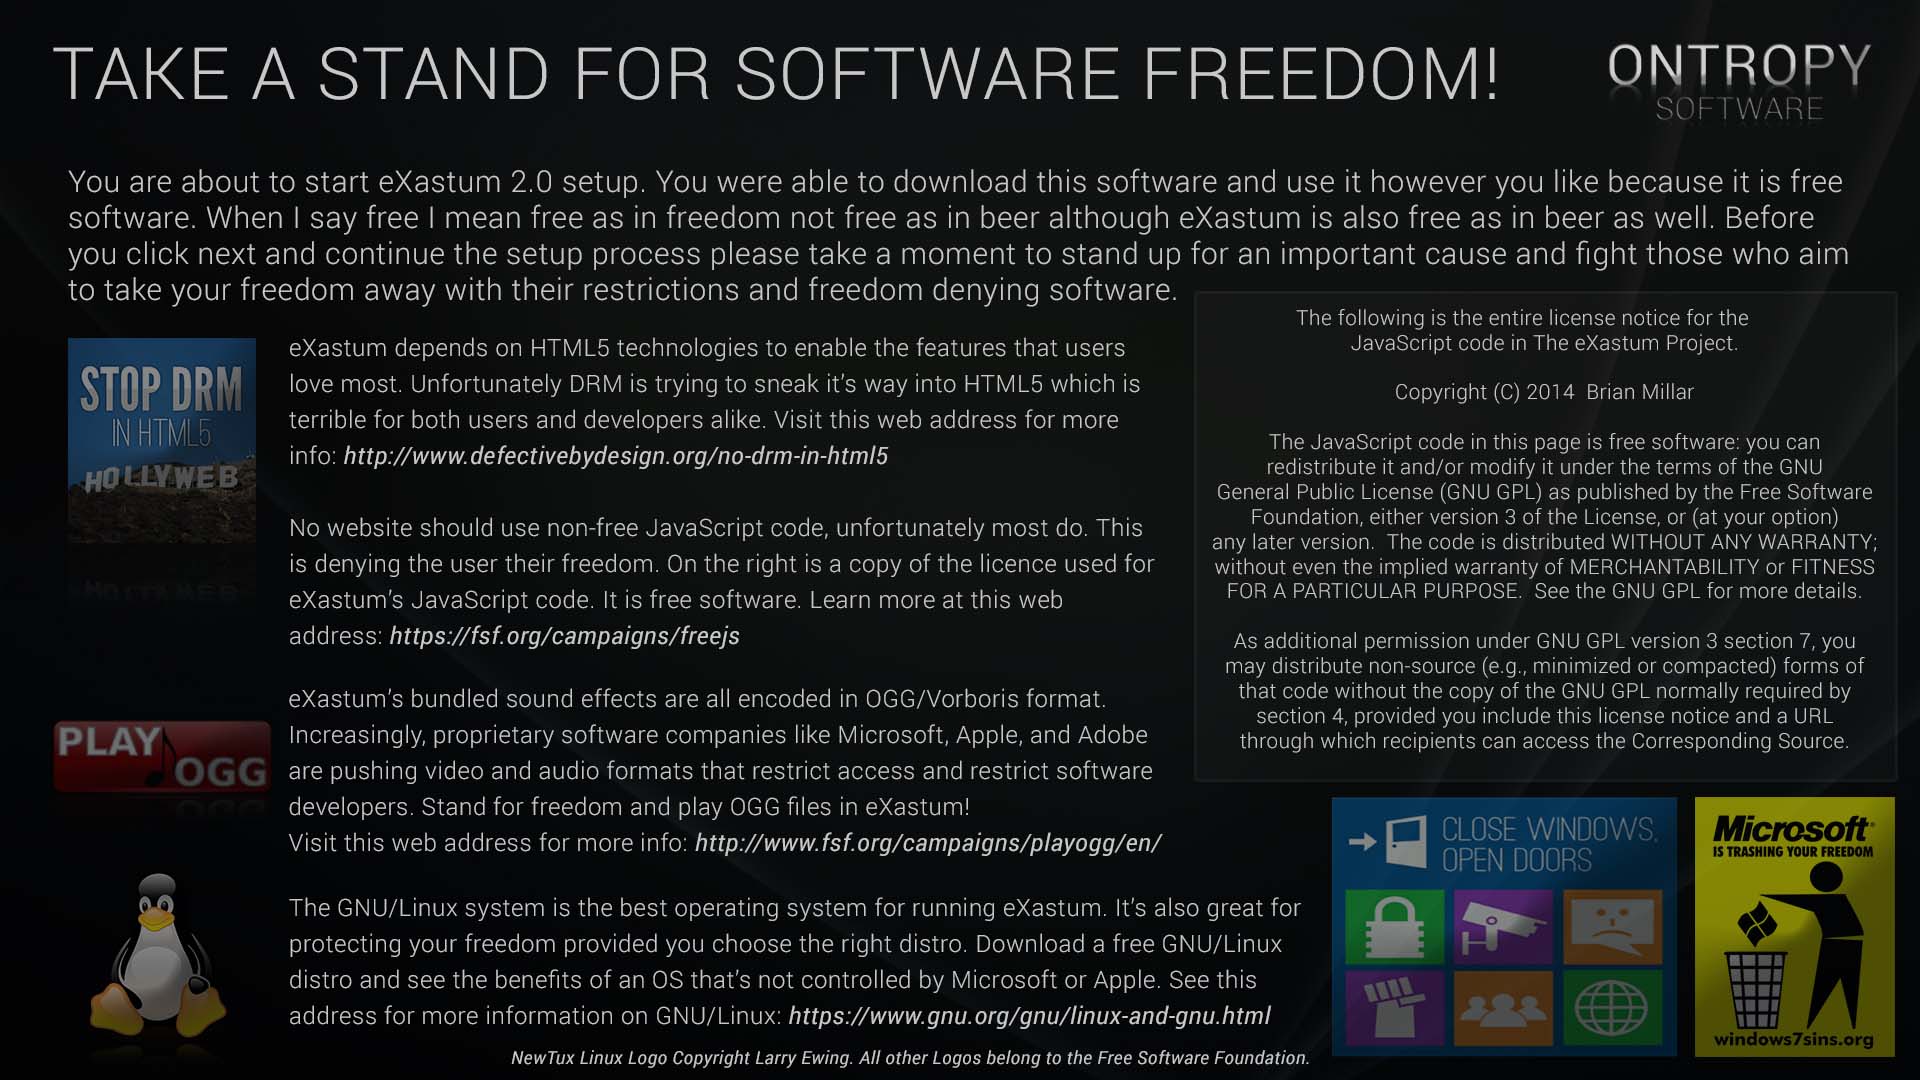 TAKE A STAND FOR SOFTWARE FREEDOM!
ONTROPY
SOFTWARE
You are about to start eXastum 2.0 setup. You were able to download this software and use it however you like because it is free
software. When I say free I mean free as in freedom not free as in beer although eXastum is also free as in beer as well. Before
you click next and continue the setup process please take a moment to stand up for an important cause and fight those who aim
to take your freedom away with their restrictions and freedom denying software.
STOP DRM
IN HTML5
HOLLYWEB
eXastum depends on HTML5 technologies to enable the features that users
love most. Unfortunately DRM is trying to sneak it's way into HTML5 which is
terrible for both users and developers alike. Visit this web address for more
info: http://www.defectivebydesign.org/no-drm-in-html5
No website should use non-free JavaScript code, unfortunately most do. This
is denying the user their freedom. On the right is a copy of the licence used for
eXastum's JavaScript code. It is free software. Learn more at this web
address: https://fsf.org/campaigns/freejs
PLAY
OGG
eXastum's bundled sound effects are all encoded in OGG/Vorboris format.
Increasingly, proprietary software companies like Microsoft, Apple, and Adobe
are pushing video and audio formats that restrict access and restrict software
developers. Stand for freedom and play OGG files in eXastum!
Visit this web address for more info: http://www.fsf.org/campaigns/playogg/en/
The GNU/Linux system is the best operating system for running eXastum. It's also great for
protecting your freedom provided you choose the right distro. Download a free GNU/Linux
distro and see the benefits of an OS that's not controlled by Microsoft or Apple. See this
address for more information on GNU/Linux: https://www.gnu.org/gnu/linux-and-gnu.html
NewTux Linux Logo Copyright Larry Ewing. All other Logos belong to the Free Software Foundation.
The following is the entire license notice for the
JavaScript code in The eXastum Project.
Copyright (C) 2014 Brian Millar
The JavaScript code in this page is free software: you can
redistribute it and/or modify it under the terms of the GNU
General Public License (GNU GPL) as published by the Free Software
Foundation, either version 3 of the License, or (at your option)
any later version. The code is distributed WITHOUT ANY WARRANTY;
without even the implied warranty of MERCHANTABILITY or FITNESS
FOR A PARTICULAR PURPOSE. See the GNU GPL for more details.
As additional permission under GNU GPL version 3 section 7, you
may distribute non-source (e.g., minimized or compacted) forms of
that code without the copy of the GNU GPL normally required by
section 4, provided you include this license notice and a URL
through which recipients can access the Corresponding Source.
CLOSE WINDOWS,
OPEN DOORS
Microsoft®
IS TRASHING YOUR FREEDOM
windows7sins.org